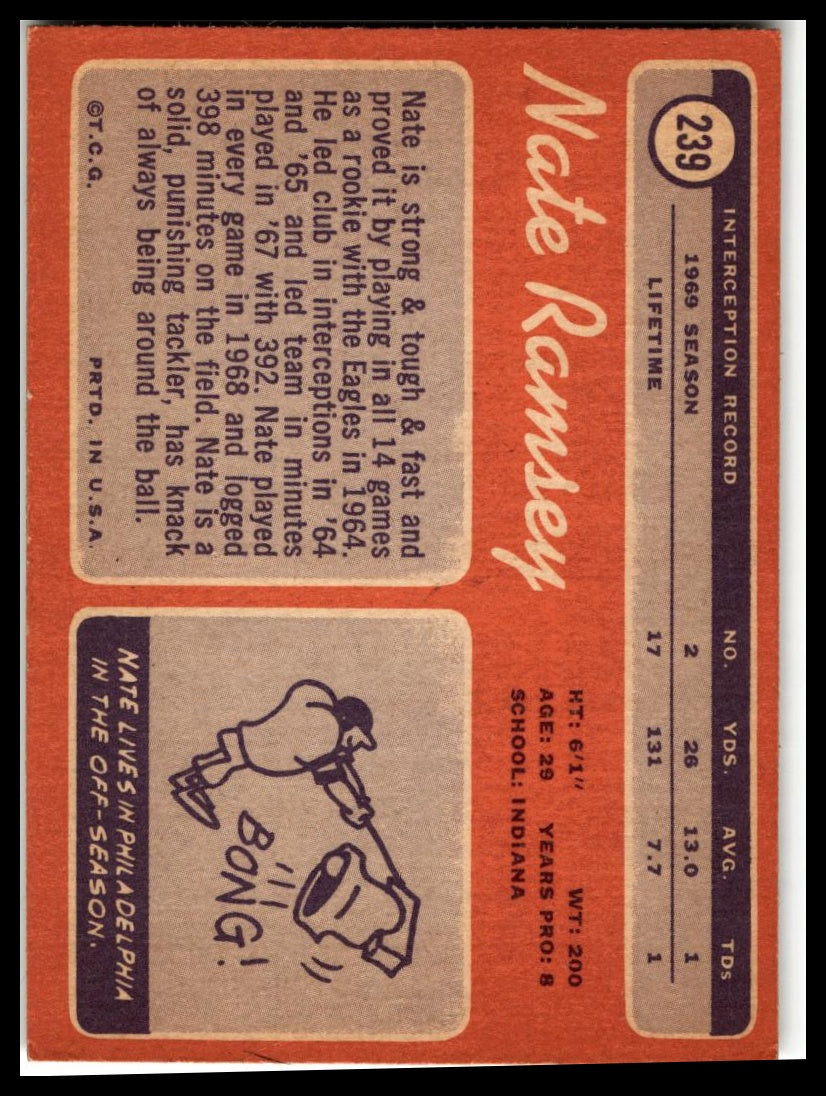 239
INTERCEPTION RECORD NO. YDS. AVG. TDs
1969 SEASON 2 26 13.0 1
LIFETIME 17 131 7.7 1
Nate Ramsey
HT: 6'1" WT: 200
AGE: 29 YEARS PRO: 8
SCHOOL: INDIANA
Nate is strong & tough & fast and
proved it by playing in all 14 games
as a rookie with the Eagles in 1964.
He led club in interceptions in '64
and '65 and led team in minutes
played in '67 with 392. Nate played
in every game in 1968 and logged
398 minutes on the field. Nate is a
solid, punishing tackler, has knack
of always being around the ball.
©T.C.G. PRTD. IN U.S.A.
BONG!
NATE LIVES IN PHILADELPHIA
IN THE OFF-SEASON.